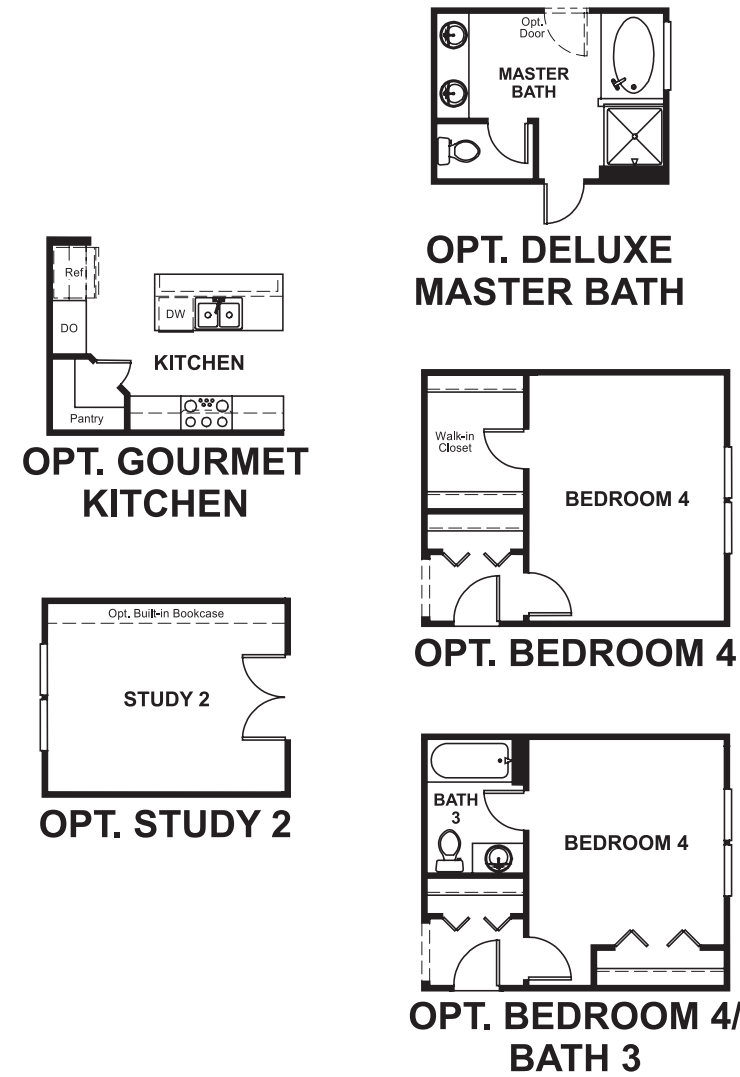 Opt.
Door
MASTER
BATH
OPT. DELUXE
MASTER BATH
Ref
DW
DO
KITCHEN
Pantry
OPT. GOURMET
KITCHEN
Walk-in
Closet
BEDROOM 4
OPT. BEDROOM 4
Opt. Built-in Bookcase
STUDY 2
OPT. STUDY 2
BATH
3
BEDROOM 4
OPT. BEDROOM 4/
BATH 3